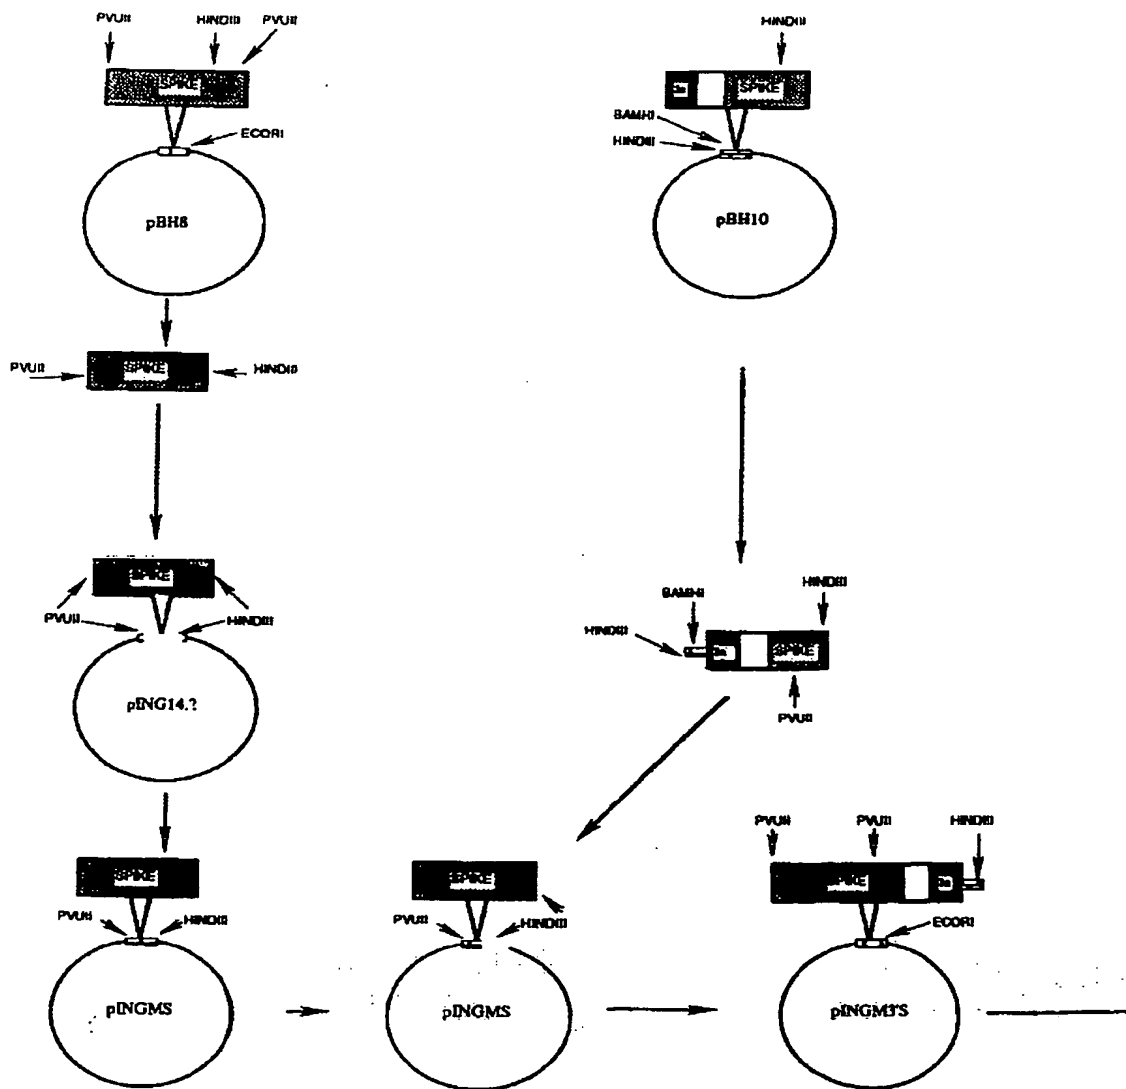 PVUII HINDIII PVUII
SPIKE
ECORI
pBH8
HINDIII
3a SPIKE
BAMHI
HINDIII
pBH10
PVUII SPIKE HINDIII
SPIKE
PVUII HINDIII
pING14.?
BAMHI HINDIII
HINDIII
3a SPIKE
PVUII
SPIKE
PVUII HINDIII
pINGMS
SPIKE
PVUII HINDIII
pINGMS
PVUII PVUII HINDIII
SPIKE 3a
ECORI
pINGM3'S